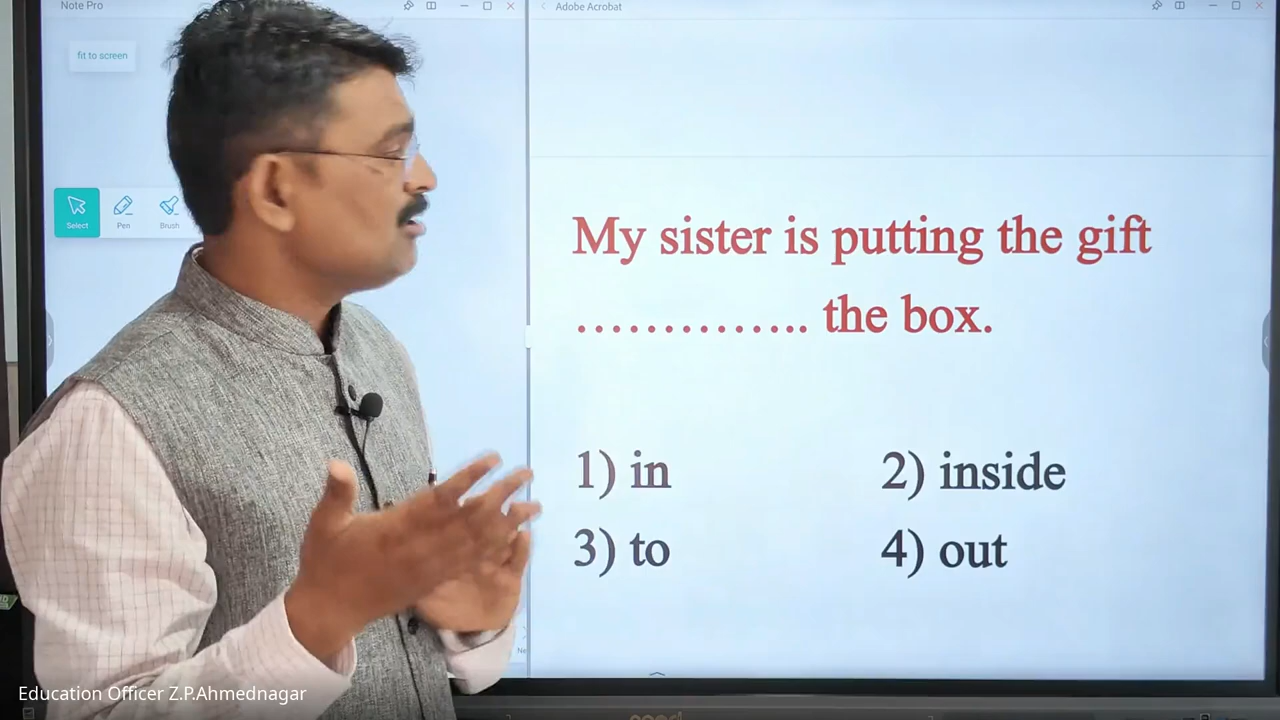 Note Pro
Adobe Acrobat
fit to screen
Select
Pen
Brush
My sister is putting the gift
………….. the box.
1) in
2) inside
3) to
4) out
Education Officer Z.P.Ahmednagar